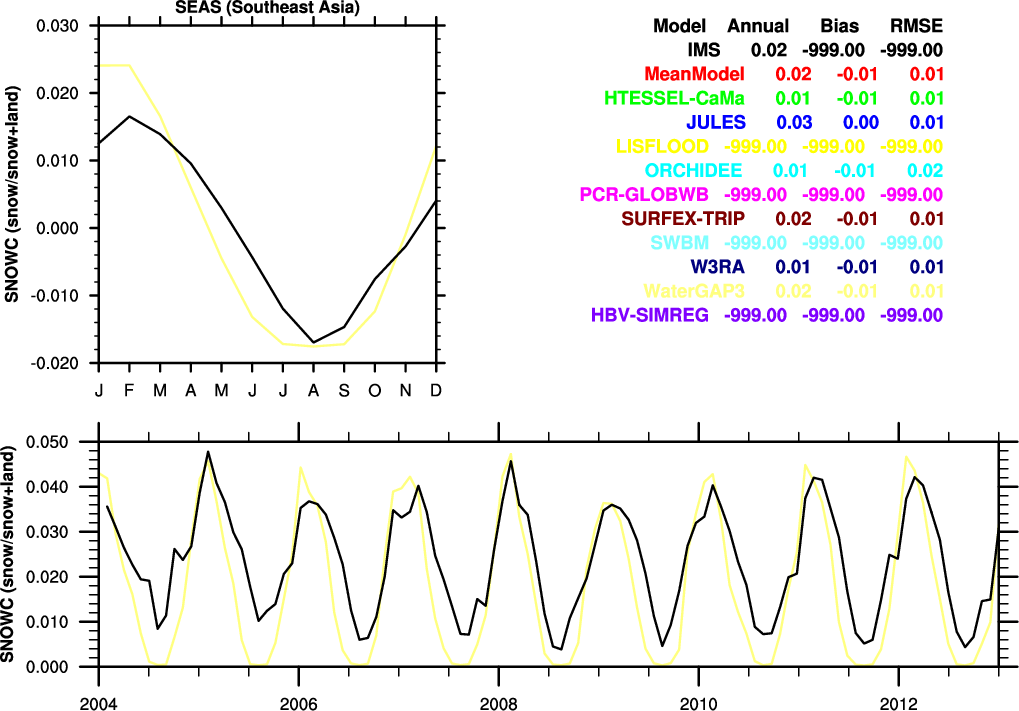 SEAS (Southeast Asia)
0.030
0.020
0.010
0.000
-0.010
-0.020
SNOWC (snow/snow+land)
J F M A M J J A S O N D
Model Annual Bias RMSE
IMS 0.02 -999.00 -999.00
MeanModel 0.02 -0.01 0.01
HTESSEL-CaMa 0.01 -0.01 0.01
JULES 0.03 0.00 0.01
LISFLOOD -999.00 -999.00 -999.00
ORCHIDEE 0.01 -0.01 0.02
PCR-GLOBWB -999.00 -999.00 -999.00
SURFEX-TRIP 0.02 -0.01 0.01
SWBM -999.00 -999.00 -999.00
W3RA 0.01 -0.01 0.01
WaterGAP3 0.02 -0.01 0.01
HBV-SIMREG -999.00 -999.00 -999.00
0.050
0.040
0.030
0.020
0.010
0.000
SNOWC (snow/snow+land)
2004 2006 2008 2010 2012